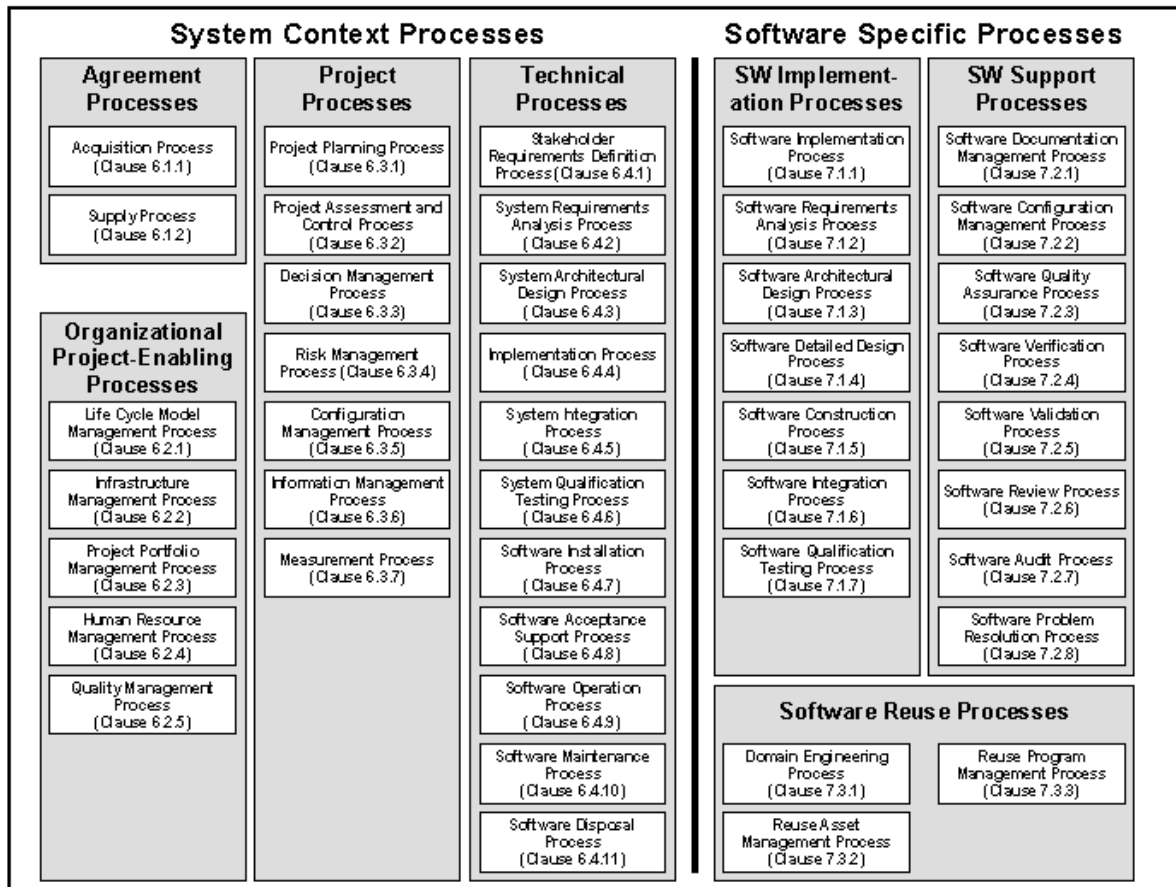 System Context Processes
Software Specific Processes
Agreement
Processes
Acquisition Process
(Clause 6.1.1)
Supply Process
(Clause 6.1.2)
Organizational
Project-Enabling
Processes
Life Cycle Model
Management Process
(Clause 6.2.1)
Infrastructure
Management Process
(Clause 6.2.2)
Project Portfolio
Management Process
(Clause 6.2.3)
Human Resource
Management Process
(Clause 6.2.4)
Quality Management
Process
(Clause 6.2.5)
Project
Processes
Project Planning Process
(Clause 6.3.1)
Project Assessment and
Control Process
(Clause 6.3.2)
Decision Management
Process
(Clause 6.3.3)
Risk Management
Process (Clause 6.3.4)
Configuration
Management Process
(Clause 6.3.5)
Information Management
Process
(Clause 6.3.6)
Measurement Process
(Clause 6.3.7)
Technical
Processes
Stakeholder
Requirements Definition
Process (Clause 6.4.1)
System Requirements
Analysis Process
(Clause 6.4.2)
System Architectural
Design Process
(Clause 6.4.3)
Implementation Process
(Clause 6.4.4)
System Integration
Process
(Clause 6.4.5)
System Qualification
Testing Process
(Clause 6.4.6)
Software Installation
Process
(Clause 6.4.7)
Software Acceptance
Support Process
(Clause 6.4.8)
Software Operation
Process
(Clause 6.4.9)
Software Maintenance
Process
(Clause 6.4.10)
Software Disposal
Process
(Clause 6.4.11)
SW Implement-
ation Processes
Software Implementation
Process
(Clause 7.1.1)
Software Requirements
Analysis Process
(Clause 7.1.2)
Software Architectural
Design Process
(Clause 7.1.3)
Software Detailed Design
Process
(Clause 7.1.4)
Software Construction
Process
(Clause 7.1.5)
Software Integration
Process
(Clause 7.1.6)
Software Qualification
Testing Process
(Clause 7.1.7)
SW Support
Processes
Software Documentation
Management Process
(Clause 7.2.1)
Software Configuration
Management Process
(Clause 7.2.2)
Software Quality
Assurance Process
(Clause 7.2.3)
Software Verification
Process
(Clause 7.2.4)
Software Validation
Process
(Clause 7.2.5)
Software Review Process
(Clause 7.2.6)
Software Audit Process
(Clause 7.2.7)
Software Problem
Resolution Process
(Clause 7.2.8)
Software Reuse Processes
Domain Engineering
Process
(Clause 7.3.1)
Reuse Asset
Management Process
(Clause 7.3.2)
Reuse Program
Management Process
(Clause 7.3.3)